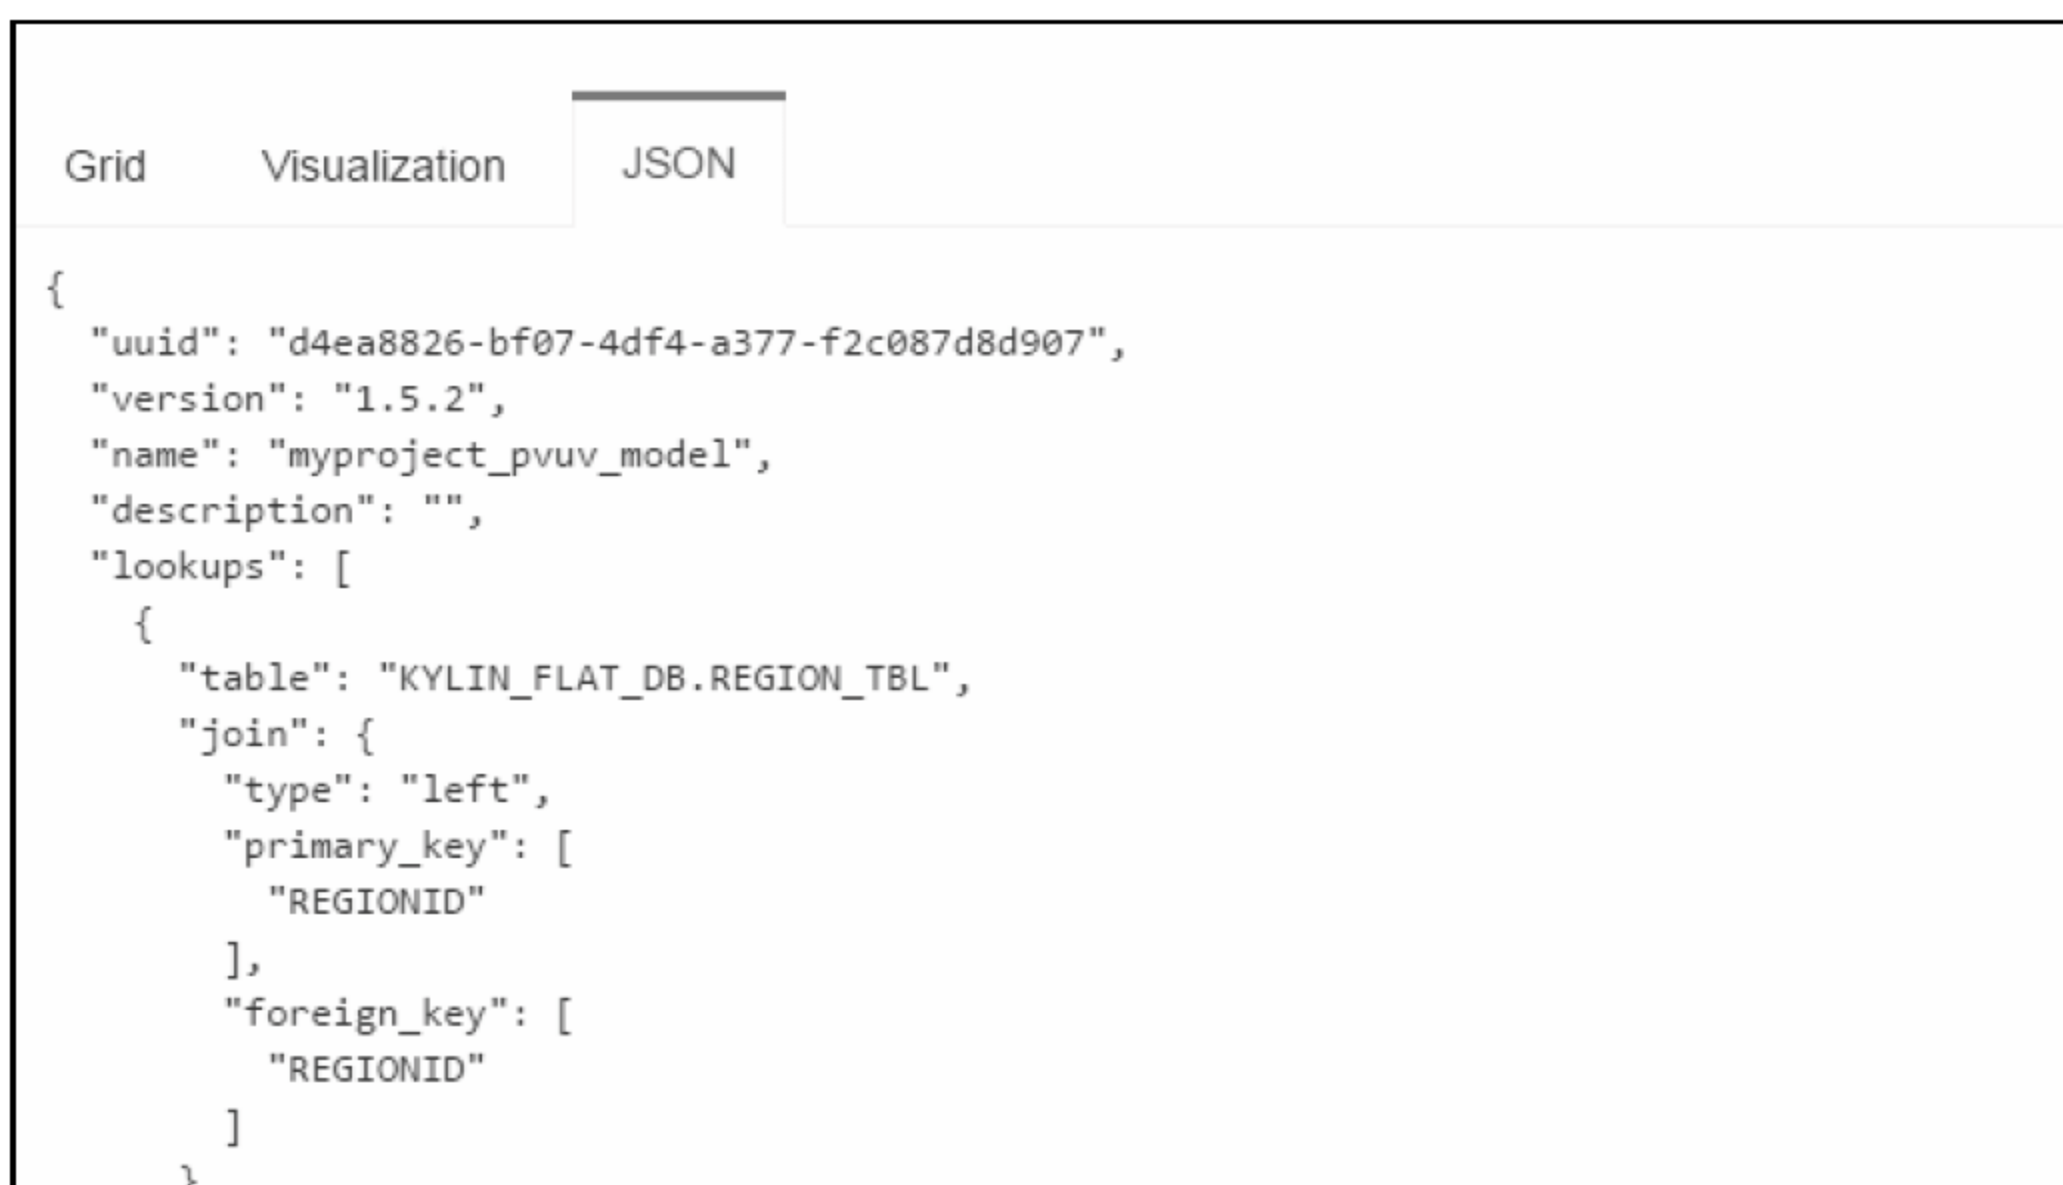 Grid Visualization JSON
{
  "uuid": "d4ea8826-bf07-4df4-a377-f2c087d8d907",
  "version": "1.5.2",
  "name": "myproject_pvuv_model",
  "description": "",
  "lookups": [
    {
      "table": "KYLIN_FLAT_DB.REGION_TBL",
      "join": {
        "type": "left",
        "primary_key": [
          "REGIONID"
        ],
        "foreign_key": [
          "REGIONID"
        ]
      }